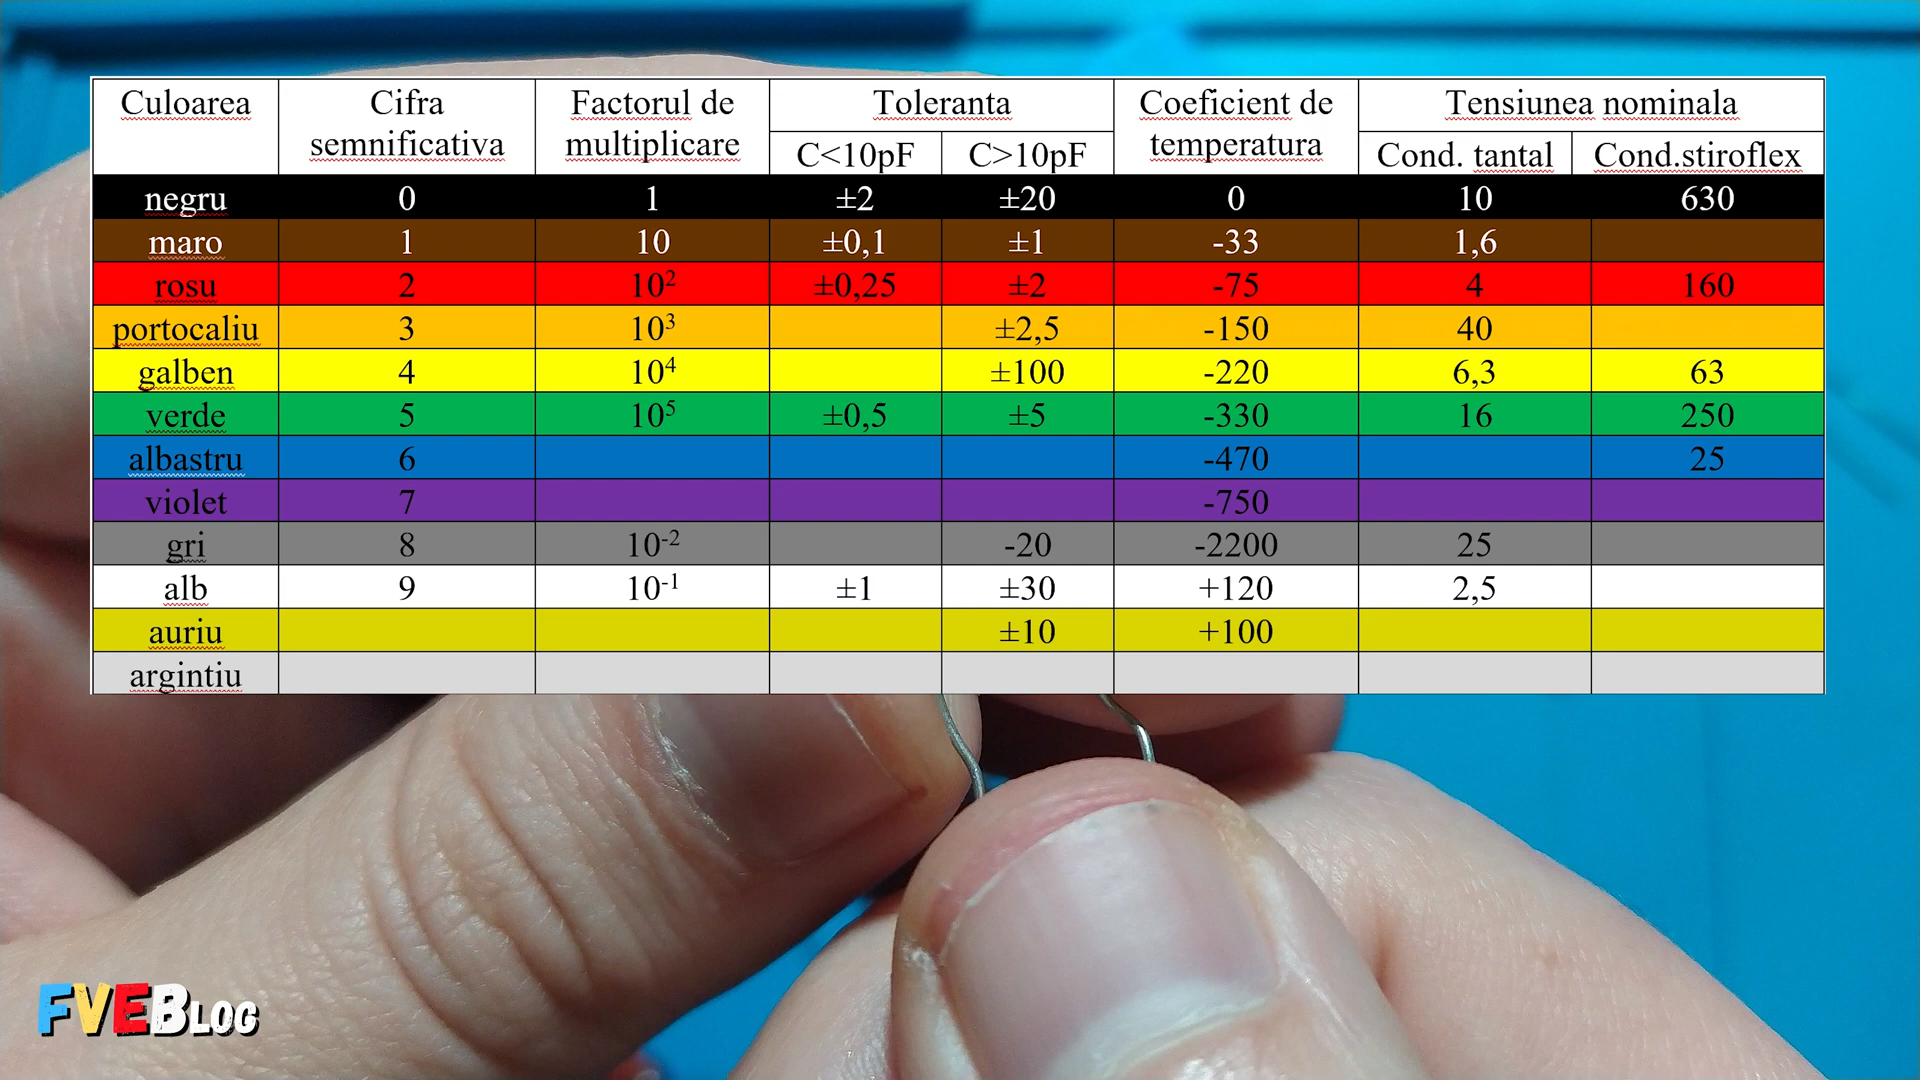 Culoarea Cifra semnificativa Factorul de multiplicare Toleranta Coeficient de temperatura Tensiunea nominala
C<10pF C>10pF Cond. tantal Cond.stiroflex
negru 0 1 ±2 ±20 0 10 630
maro 1 10 ±0,1 ±1 -33 1,6
rosu 2 10² ±0,25 ±2 -75 4 160
portocaliu 3 10³ ±2,5 -150 40
galben 4 10⁴ ±100 -220 6,3 63
verde 5 10⁵ ±0,5 ±5 -330 16 250
albastru 6 -470 25
violet 7 -750
gri 8 10⁻² -20 -2200 25
alb 9 10⁻¹ ±1 ±30 +120 2,5
auriu ±10 +100
argintiu
FVEBLOG